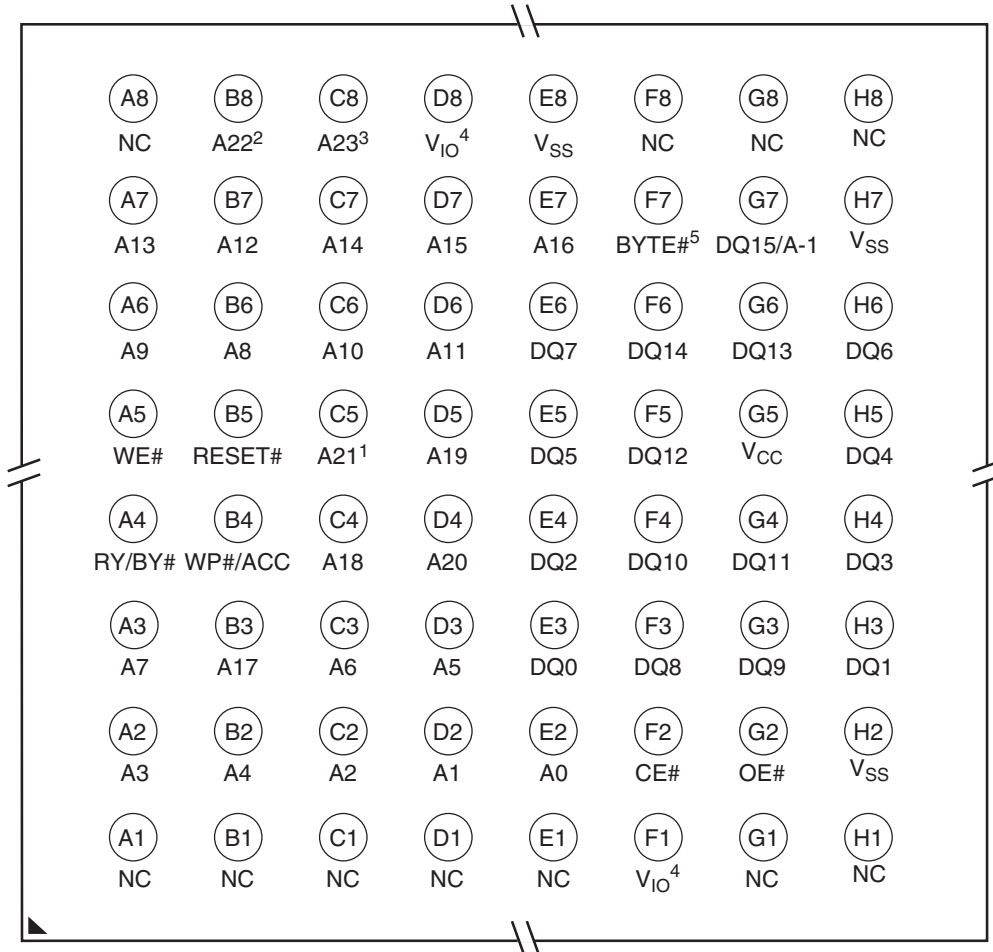 A8 B8 C8 D8 E8 F8 G8 H8
NC A22² A23³ V_IO⁴ V_SS NC NC NC
A7 B7 C7 D7 E7 F7 G7 H7
A13 A12 A14 A15 A16 BYTE#⁵ DQ15/A-1 V_SS
A6 B6 C6 D6 E6 F6 G6 H6
A9 A8 A10 A11 DQ7 DQ14 DQ13 DQ6
A5 B5 C5 D5 E5 F5 G5 H5
WE# RESET# A21¹ A19 DQ5 DQ12 V_CC DQ4
A4 B4 C4 D4 E4 F4 G4 H4
RY/BY# WP#/ACC A18 A20 DQ2 DQ10 DQ11 DQ3
A3 B3 C3 D3 E3 F3 G3 H3
A7 A17 A6 A5 DQ0 DQ8 DQ9 DQ1
A2 B2 C2 D2 E2 F2 G2 H2
A3 A4 A2 A1 A0 CE# OE# V_SS
A1 B1 C1 D1 E1 F1 G1 H1
NC NC NC NC NC V_IO⁴ NC NC